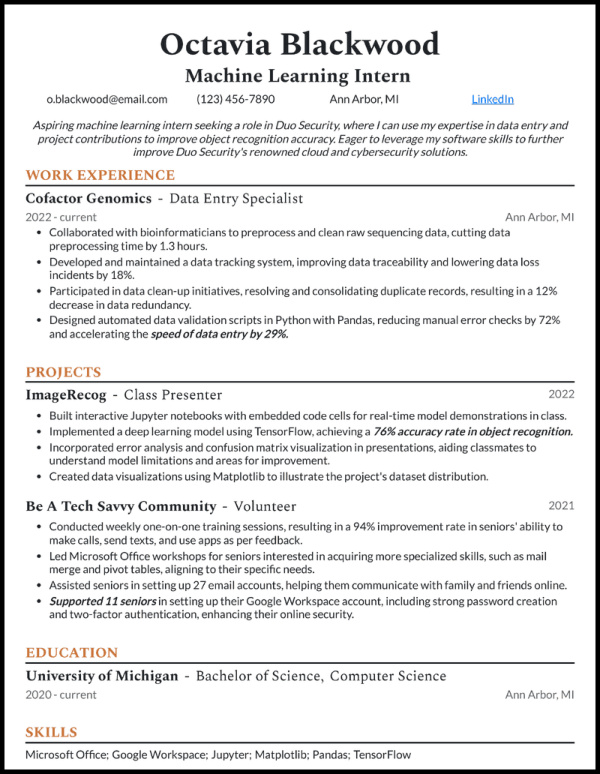 Octavia Blackwood
Machine Learning Intern
o.blackwood@email.com (123) 456-7890 Ann Arbor, MI LinkedIn
Aspiring machine learning intern seeking a role in Duo Security, where I can use my expertise in data entry and
project contributions to improve object recognition accuracy. Eager to leverage my software skills to further
improve Duo Security's renowned cloud and cybersecurity solutions.
WORK EXPERIENCE
Cofactor Genomics - Data Entry Specialist
2022 - current Ann Arbor, MI
• Collaborated with bioinformaticians to preprocess and clean raw sequencing data, cutting data
preprocessing time by 1.3 hours.
• Developed and maintained a data tracking system, improving data traceability and lowering data loss
incidents by 18%.
• Participated in data clean-up initiatives, resolving and consolidating duplicate records, resulting in a 12%
decrease in data redundancy.
• Designed automated data validation scripts in Python with Pandas, reducing manual error checks by 72%
and accelerating the speed of data entry by 29%.
PROJECTS
ImageRecog - Class Presenter 2022
• Built interactive Jupyter notebooks with embedded code cells for real-time model demonstrations in class.
• Implemented a deep learning model using TensorFlow, achieving a 76% accuracy rate in object recognition.
• Incorporated error analysis and confusion matrix visualization in presentations, aiding classmates to
understand model limitations and areas for improvement.
• Created data visualizations using Matplotlib to illustrate the project's dataset distribution.
Be A Tech Savvy Community - Volunteer 2021
• Conducted weekly one-on-one training sessions, resulting in a 94% improvement rate in seniors' ability to
make calls, send texts, and use apps as per feedback.
• Led Microsoft Office workshops for seniors interested in acquiring more specialized skills, such as mail
merge and pivot tables, aligning to their specific needs.
• Assisted seniors in setting up 27 email accounts, helping them communicate with family and friends online.
• Supported 11 seniors in setting up their Google Workspace account, including strong password creation
and two-factor authentication, enhancing their online security.
EDUCATION
University of Michigan - Bachelor of Science, Computer Science
2020 - current Ann Arbor, MI
SKILLS
Microsoft Office; Google Workspace; Jupyter; Matplotlib; Pandas; TensorFlow